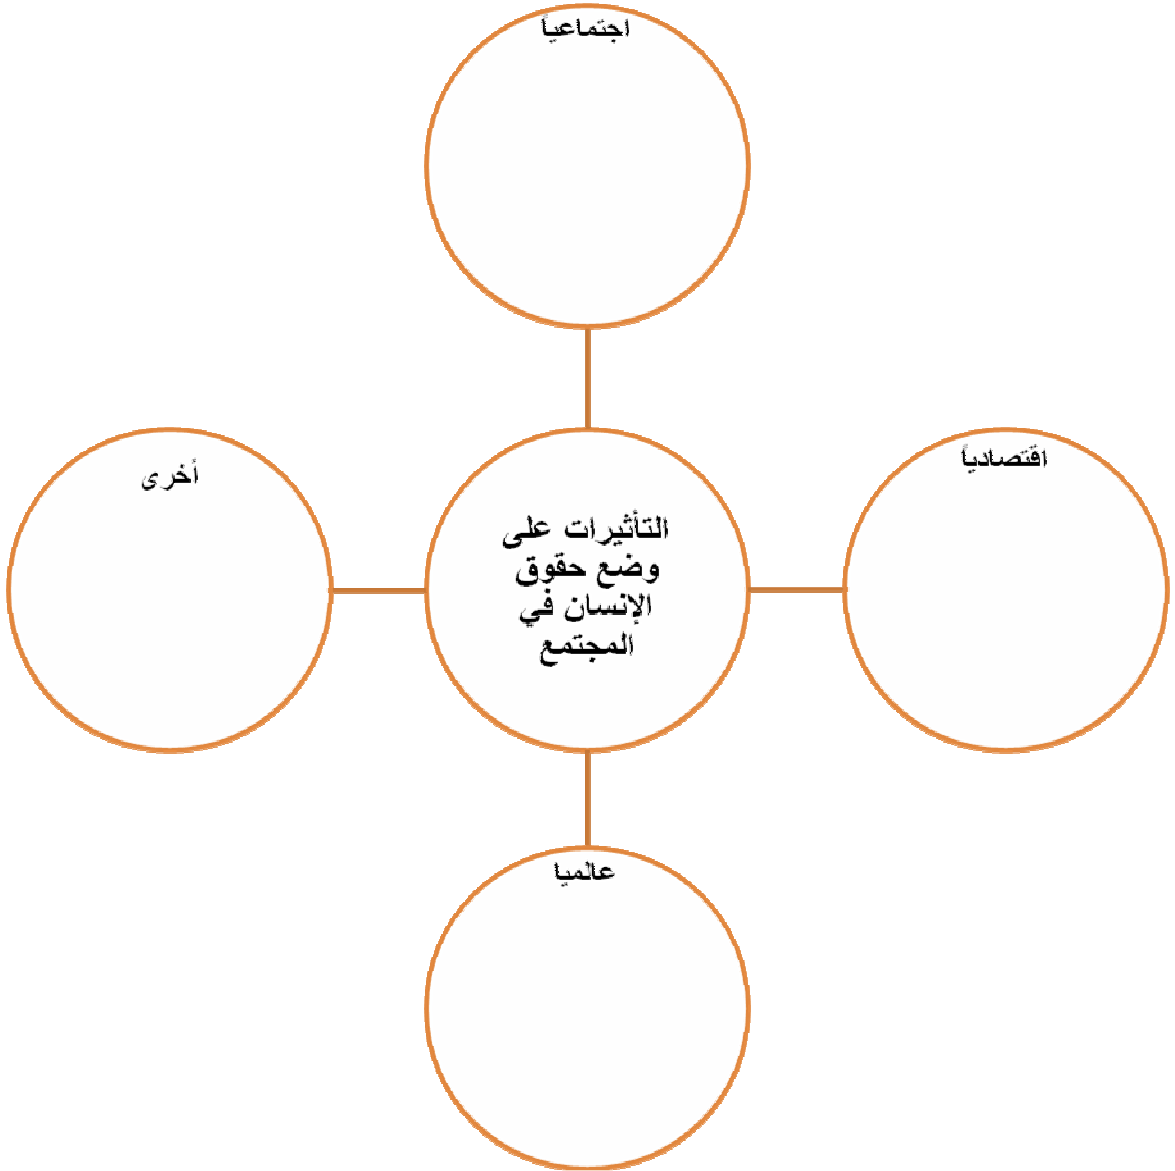 اجتماعياً
اقتصادياً
أخرى
التأثيرات على
وضع حقوق
الإنسان في
المجتمع
عالميا